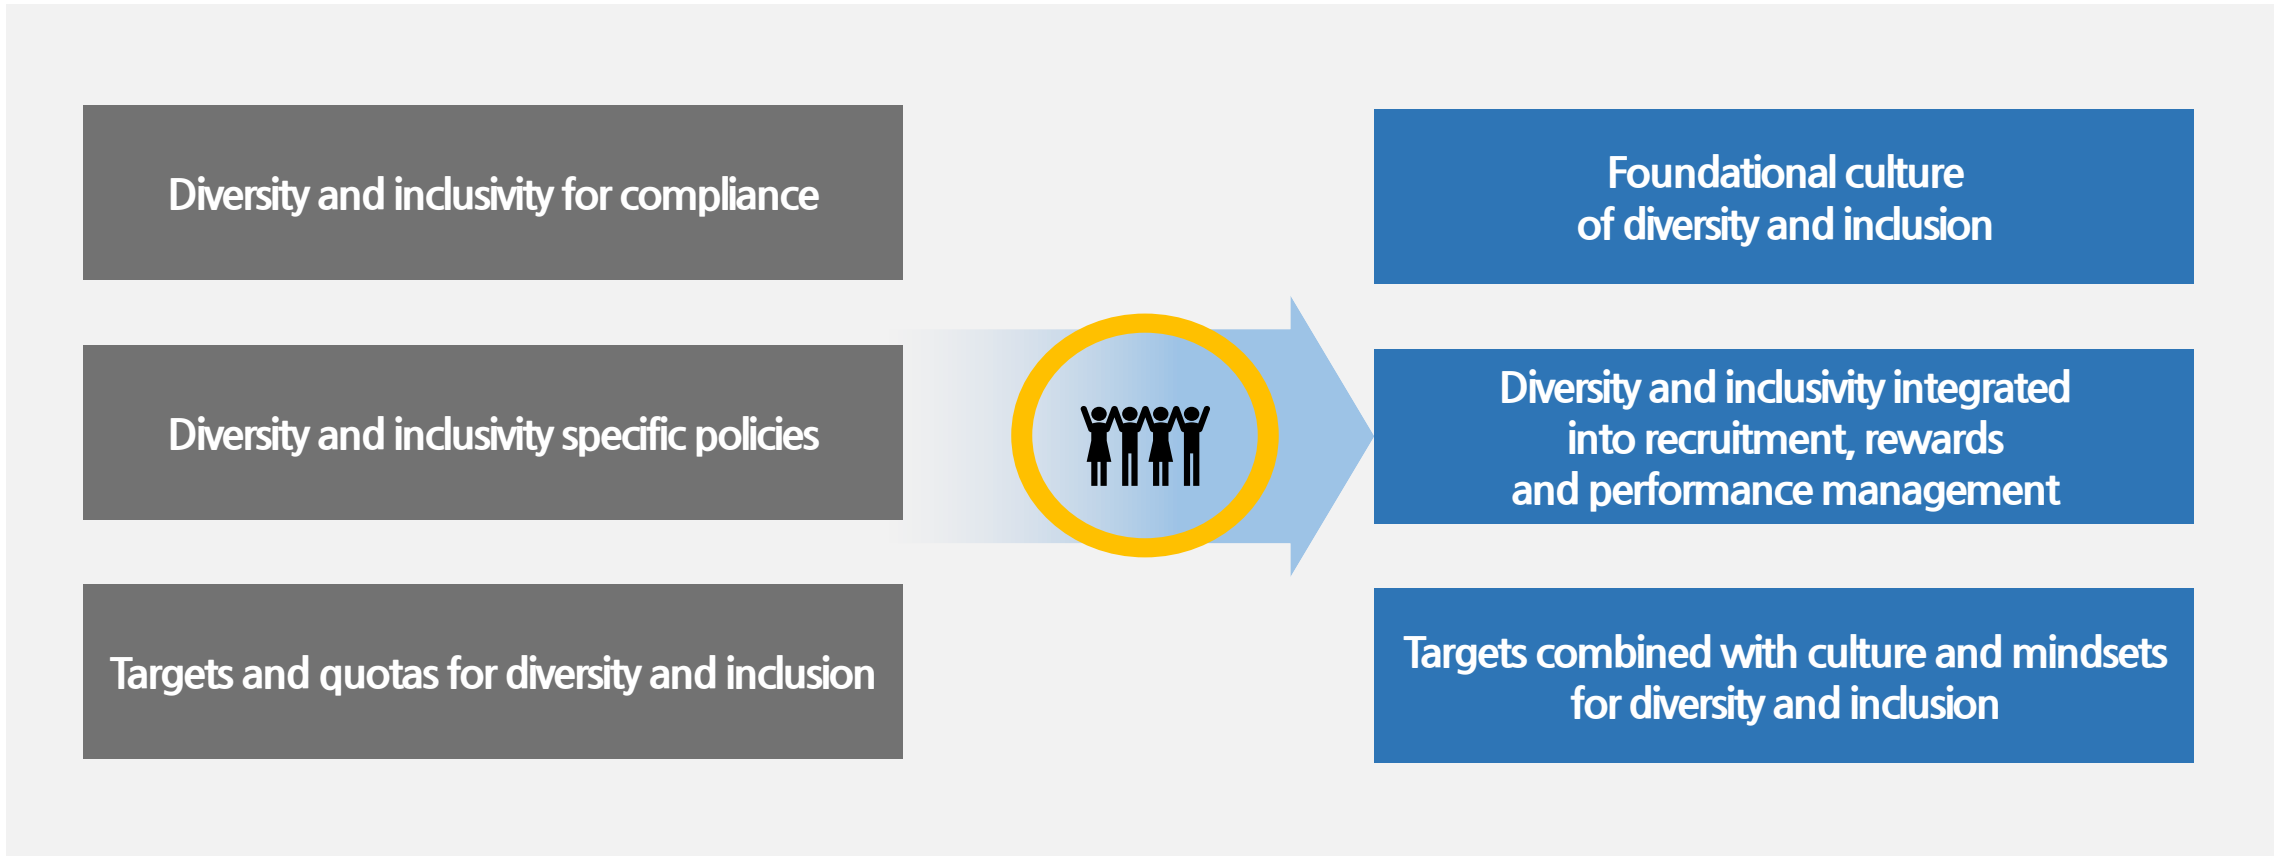 Diversity and inclusivity for compliance
Diversity and inclusivity specific policies
Targets and quotas for diversity and inclusion
Foundational culture
of diversity and inclusion
Diversity and inclusivity integrated
into recruitment, rewards
and performance management
Targets combined with culture and mindsets
for diversity and inclusion